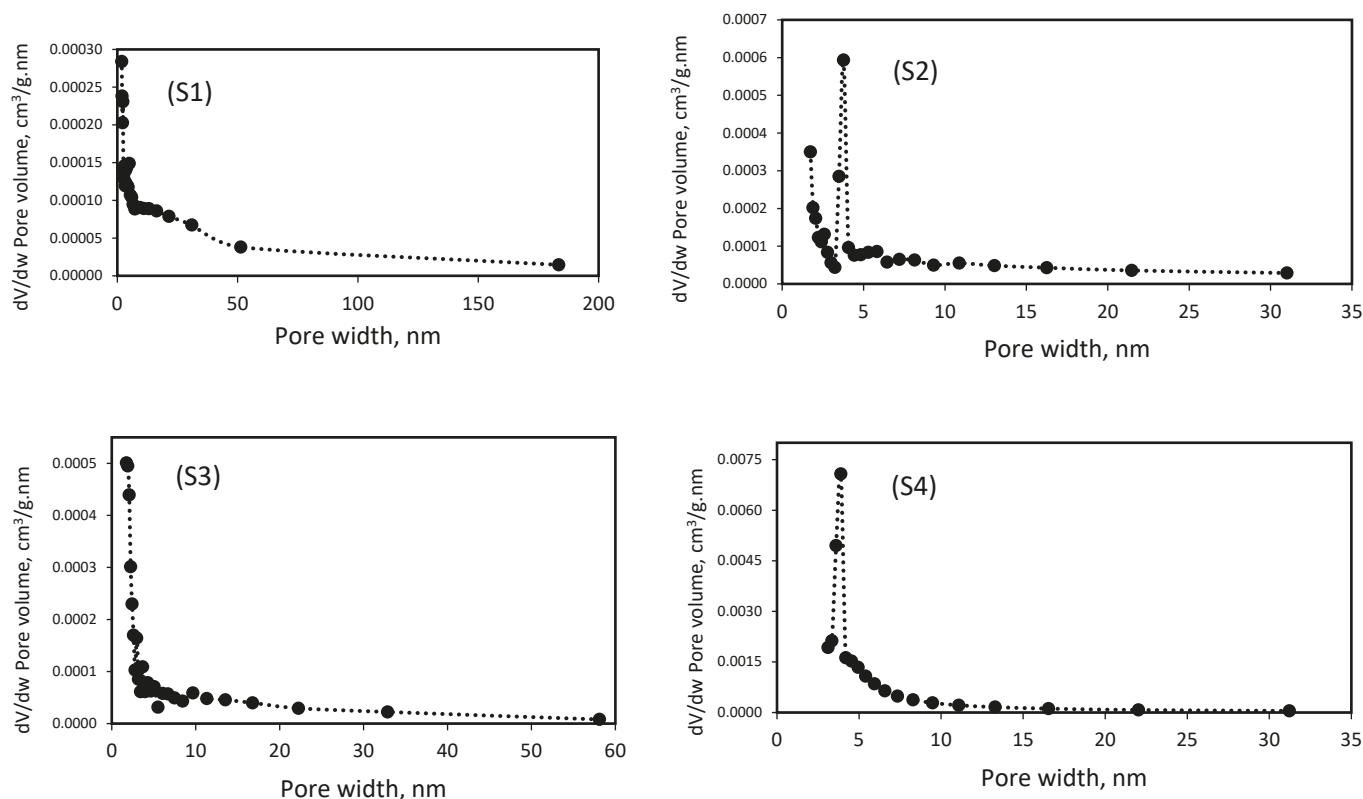 dV/dw Pore volume, cm³/g.nm
0.00030
0.00025
0.00020
0.00015
0.00010
0.00005
0.00000
(S1)
0 50 100 150 200
Pore width, nm
dV/dw Pore volume, cm³/g.nm
0.0007
0.0006
0.0005
0.0004
0.0003
0.0002
0.0001
0.0000
(S2)
0 5 10 15 20 25 30 35
Pore width, nm
dV/dw Pore volume, cm³/g.nm
0.0005
0.0004
0.0003
0.0002
0.0001
0.0000
(S3)
0 10 20 30 40 50 60
Pore width, nm
dV/dw Pore volume, cm³/g.nm
0.0075
0.0060
0.0045
0.0030
0.0015
0.0000
(S4)
0 5 10 15 20 25 30 35
Pore width, nm